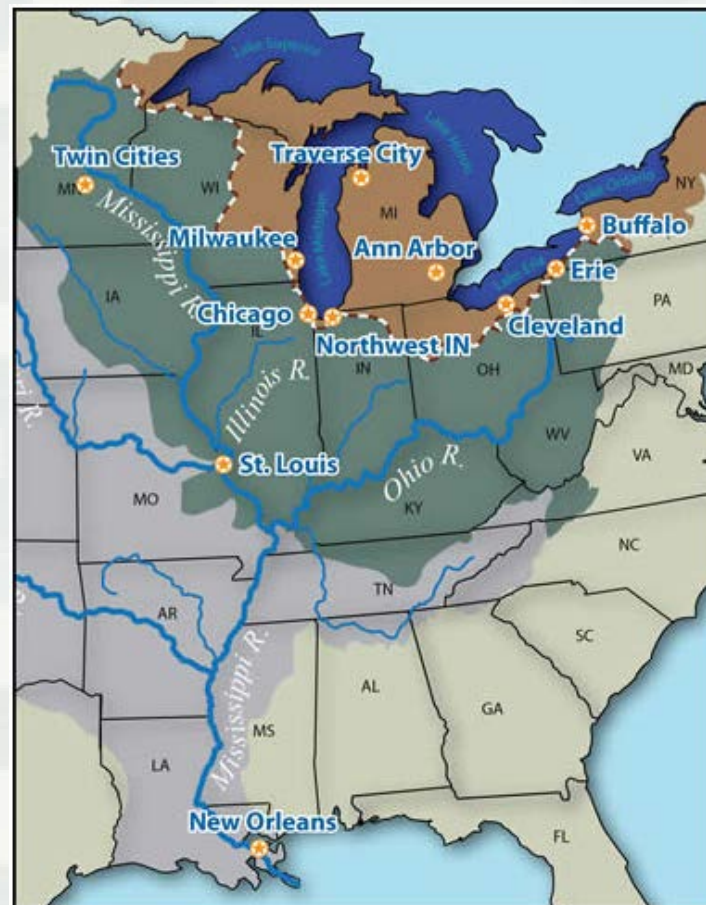 Lake Superior
Lake Huron
Twin Cities
Traverse City
MN
WI
MI
Lake Ontario
NY
Mississippi R.
Lake Michigan
Buffalo
Milwaukee
Ann Arbor
Lake Erie
Erie
IA
Chicago
Cleveland
PA
IL
Northwest IN
IN
OH
MD
Illinois R.
ri R.
WV
VA
St. Louis
Ohio R.
MO
KY
NC
TN
AR
SC
Mississippi R.
AL
GA
MS
LA
New Orleans
FL